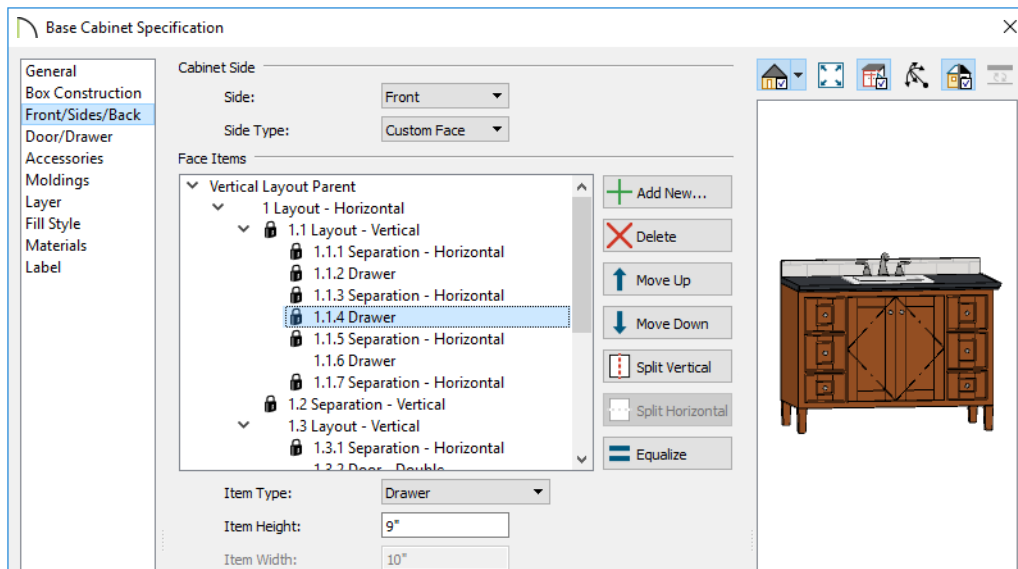 Base Cabinet Specification
General
Box Construction
Front/Sides/Back
Door/Drawer
Accessories
Moldings
Layer
Fill Style
Materials
Label
Cabinet Side
Side:
Front
Side Type:
Custom Face
Face Items
Vertical Layout Parent
1 Layout - Horizontal
1.1 Layout - Vertical
1.1.1 Separation - Horizontal
1.1.2 Drawer
1.1.3 Separation - Horizontal
1.1.4 Drawer
1.1.5 Separation - Horizontal
1.1.6 Drawer
1.1.7 Separation - Horizontal
1.2 Separation - Vertical
1.3 Layout - Vertical
1.3.1 Separation - Horizontal
1.3.2 Door - Double
Add New...
Delete
Move Up
Move Down
Split Vertical
Split Horizontal
Equalize
Item Type:
Drawer
Item Height:
9"
Item Width:
10"